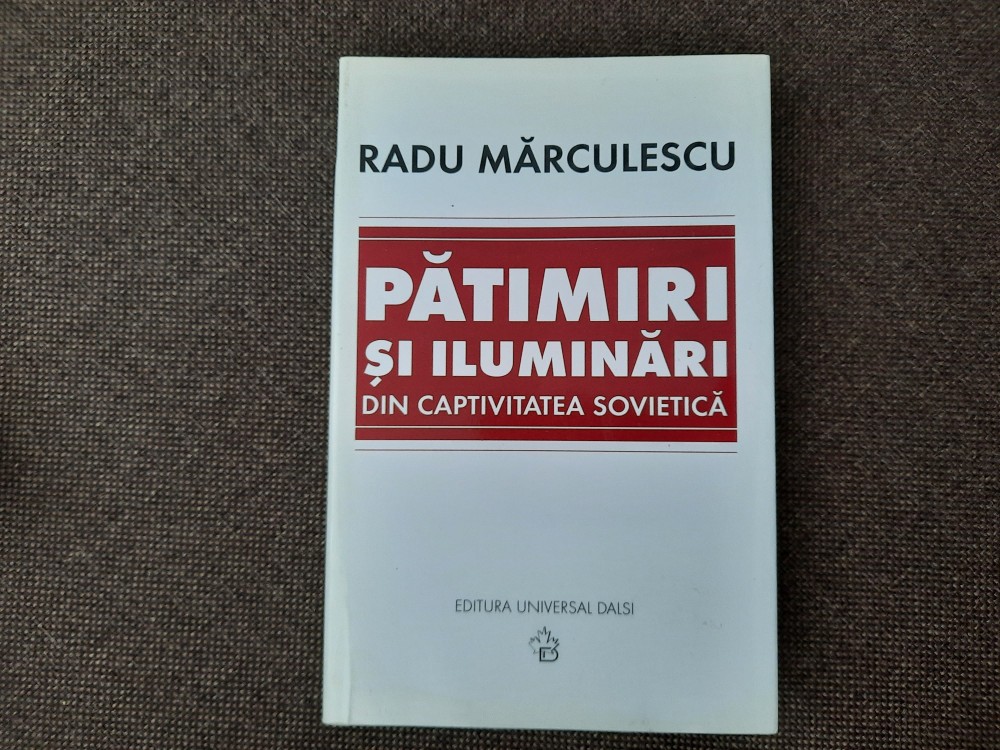 RADU MĂRCULESCU
PĂTIMIRI
ȘI ILUMINĂRI
DIN CAPTIVITATEA SOVIETICĂ
EDITURA UNIVERSAL DALSI